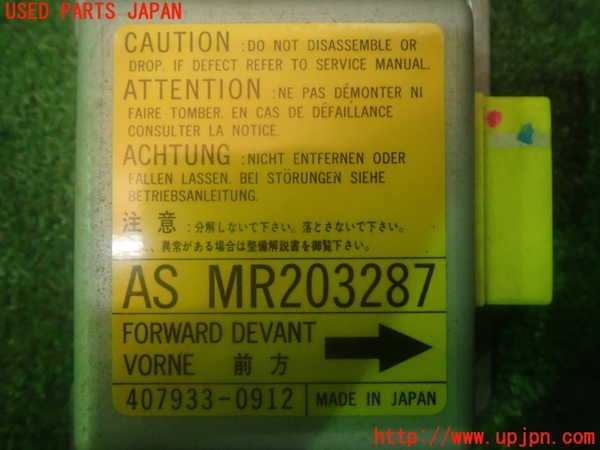 USED PARTS JAPAN
CAUTION :DO NOT DISASSEMBLE OR
DROP. IF DEFECT REFER TO SERVICE MANUAL.
ATTENTION :NE PAS DÉMONTER NI
FAIRE TOMBER. EN CAS DE DÉFAILLANCE
CONSULTER LA NOTICE.
ACHTUNG :NICHT ENTFERNEN ODER
FALLEN LASSEN. BEI STÖRUNGEN SIEHE
BETRIEBSANLEITUNG.
注意 :分解しないで下さい。落とさないで下さい。
、異常がある場合は整備解説書を御覧下さい。
AS MR203287
FORWARD DEVANT
VORNE 前方
407933-0912 MADE IN JAPAN
http://www.upjpn.com